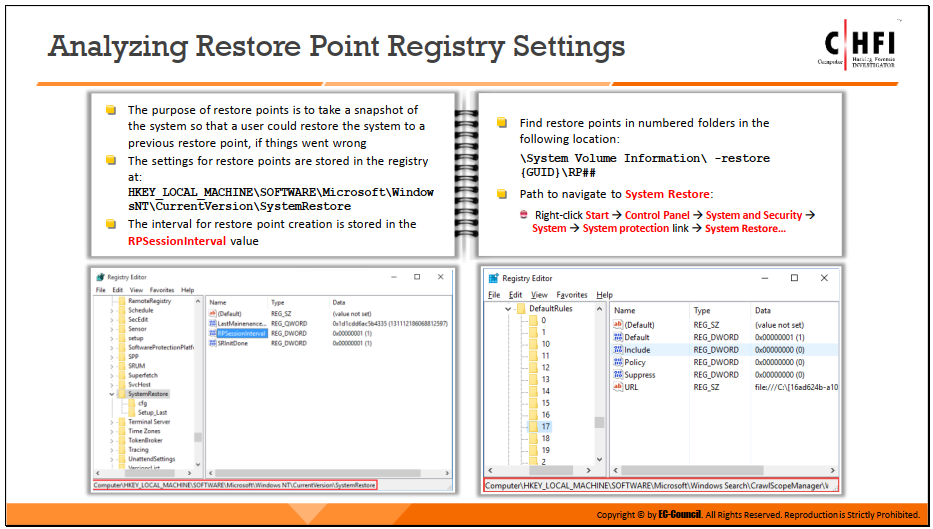 Analyzing Restore Point Registry Settings
CHFI
Computer Hacking Forensic
INVESTIGATOR
The purpose of restore points is to take a snapshot of
the system so that a user could restore the system to a
previous restore point, if things went wrong
The settings for restore points are stored in the registry
at:
HKEY_LOCAL_MACHINE\SOFTWARE\Microsoft\Window
sNT\CurrentVersion\SystemRestore
The interval for restore point creation is stored in the
RPSessionInterval value
Find restore points in numbered folders in the
following location:
\System Volume Information\ -restore
{GUID}\RP##
Path to navigate to System Restore:
Right-click Start → Control Panel → System and Security →
System → System protection link → System Restore…
Registry Editor
File Edit View Favorites Help
RemoteRegistry
Schedule
SecEdit
Sensor
setup
SoftwareProtectionPlatf
SPP
SRUM
Superfetch
SvcHost
SystemRestore
cfg
Setup_Last
Terminal Server
Time Zones
TokenBroker
Tracing
UnattendSettings
VersionsList
Name Type Data
(Default) REG_SZ (value not set)
LastMainenance... REG_QWORD 0x1d1cdd6ac5b4335 (131112186068812597)
RPSessionInterval REG_DWORD 0x00000001 (1)
SRInitDone REG_DWORD 0x00000001 (1)
Computer\HKEY_LOCAL_MACHINE\SOFTWARE\Microsoft\Windows NT\CurrentVersion\SystemRestore
Registry Editor
File Edit View Favorites Help
DefaultRules
0
1
10
11
12
13
14
15
16
17
18
19
2
Name Type Data
(Default) REG_SZ (value not set)
Default REG_DWORD 0x00000001 (1)
Include REG_DWORD 0x00000000 (0)
Policy REG_DWORD 0x00000000 (0)
Suppress REG_DWORD 0x00000000 (0)
URL REG_SZ file:///C:\[16ad624b-a10
Computer\HKEY_LOCAL_MACHINE\SOFTWARE\Microsoft\Windows Search\CrawlScopeManager\
Copyright © by EC-Council. All Rights Reserved. Reproduction is Strictly Prohibited.